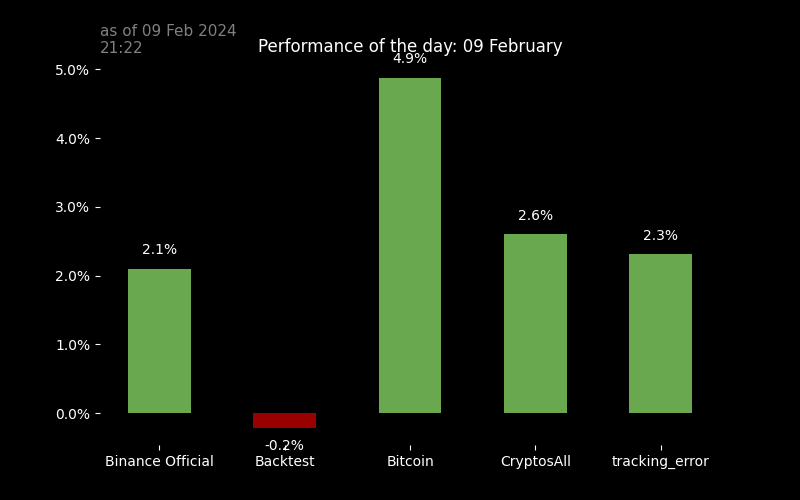 as of 09 Feb 2024
21:22
Performance of the day: 09 February
5.0%
4.0%
3.0%
2.0%
1.0%
0.0%
2.1%
-0.2%
4.9%
2.6%
2.3%
Binance Official
Backtest
Bitcoin
CryptosAll
tracking_error